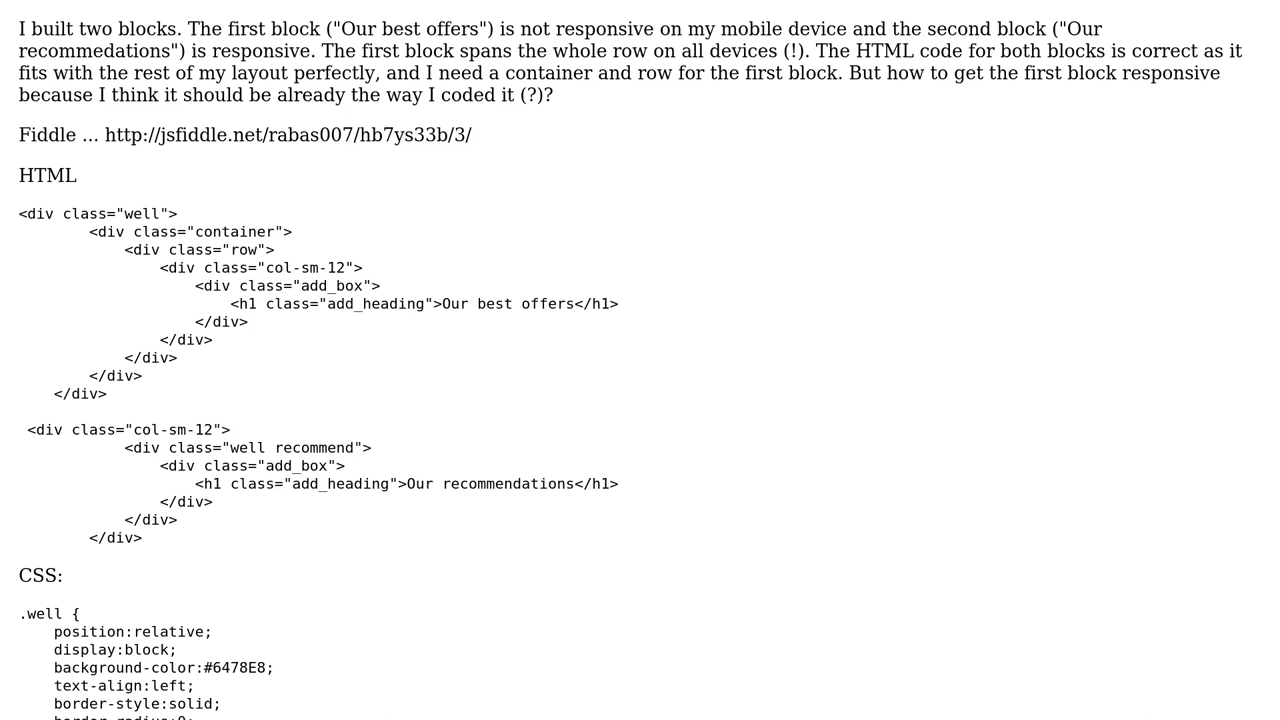 I built two blocks. The first block ("Our best offers") is not responsive on my mobile device and the second block ("Our
recommedations") is responsive. The first block spans the whole row on all devices (!). The HTML code for both blocks is correct as it
fits with the rest of my layout perfectly, and I need a container and row for the first block. But how to get the first block responsive
because I think it should be already the way I coded it (?)?
Fiddle ... http://jsfiddle.net/rabas007/hb7ys33b/3/
HTML
<div class="well">
        <div class="container">
            <div class="row">
                <div class="col-sm-12">
                    <div class="add_box">
                        <h1 class="add_heading">Our best offers</h1>
                    </div>
                </div>
            </div>
        </div>
    </div>
 <div class="col-sm-12">
            <div class="well recommend">
                <div class="add_box">
                    <h1 class="add_heading">Our recommendations</h1>
                </div>
            </div>
        </div>
CSS:
.well {
    position:relative;
    display:block;
    background-color:#6478E8;
    text-align:left;
    border-style:solid;
    border-radius:0;